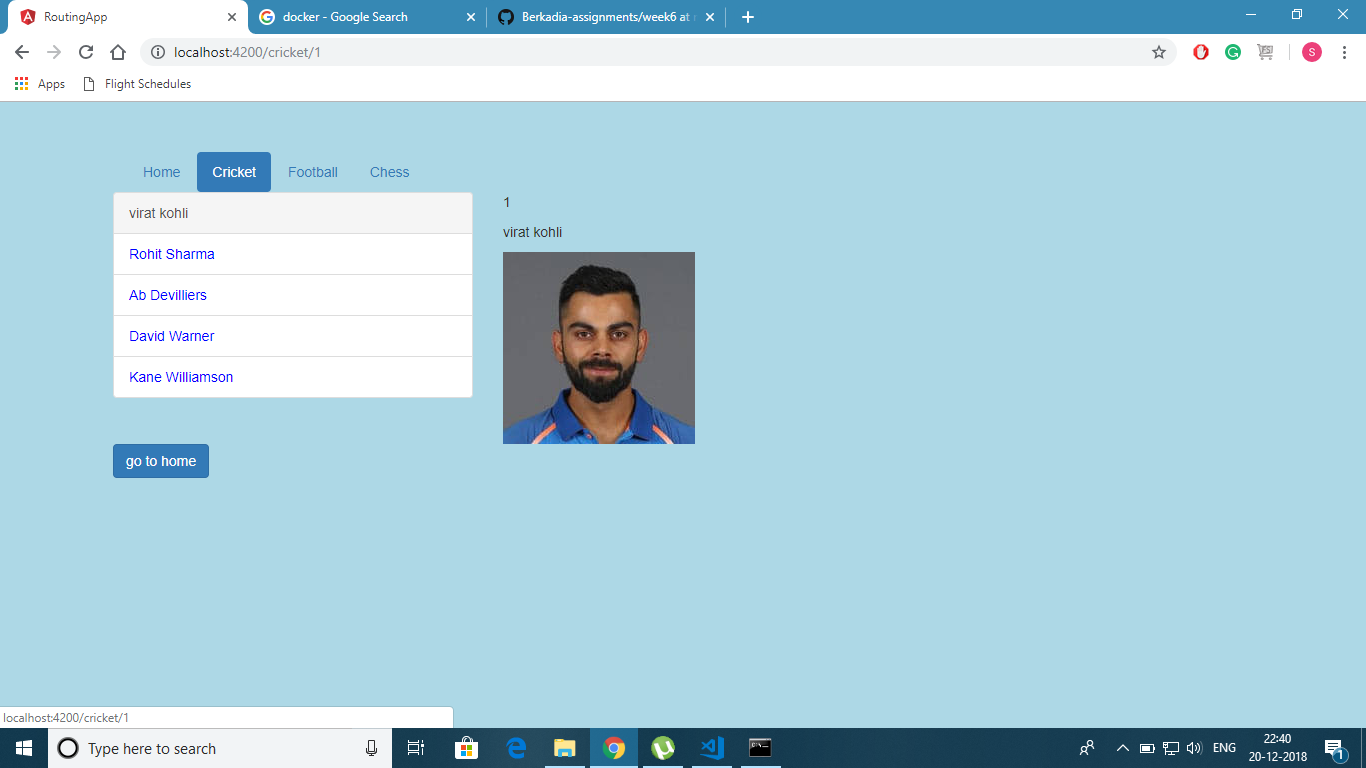 RoutingApp
docker - Google Search
Berkadia-assignments/week6 at
localhost:4200/cricket/1
S
Apps
Flight Schedules
Home
Cricket
Football
Chess
virat kohli
Rohit Sharma
Ab Devilliers
David Warner
Kane Williamson
go to home
1
virat kohli
localhost:4200/cricket/1
Type here to search
ENG
22:40
20-12-2018
1